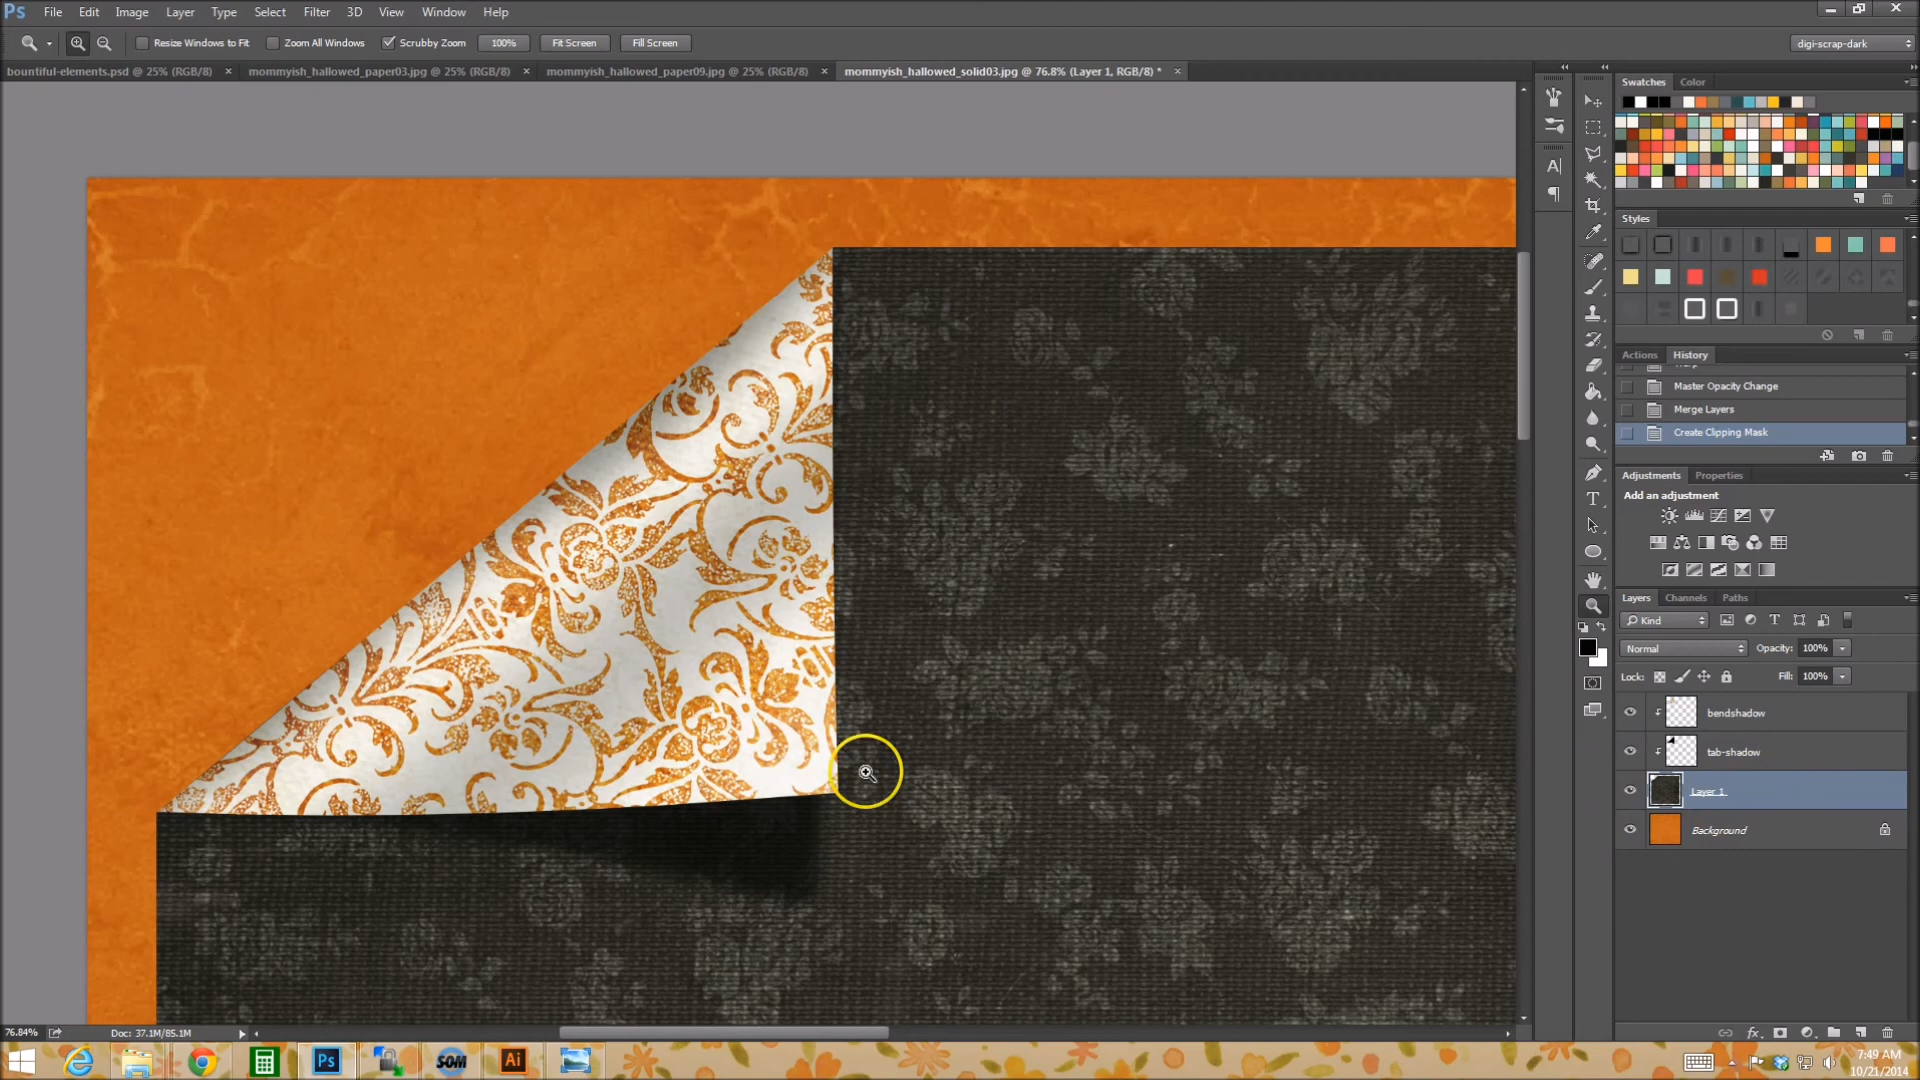 Ps File Edit Image Layer Type Select Filter 3D View Window Help
Resize Windows to Fit Zoom All Windows Scrubby Zoom 100% Fit Screen Fill Screen digi-scrap-dark
bountiful-elements.psd @ 25% (RGB/8) × mommyish_hallowed_paper03.jpg @ 25% (RGB/8) × mommyish_hallowed_paper09.jpg @ 25% (RGB/8) × mommyish_hallowed_solid03.jpg @ 76.8% (Layer 1, RGB/8) * ×
Swatches Color
Styles
Actions History
Master Opacity Change
Merge Layers
Create Clipping Mask
Adjustments Properties
Add an adjustment
Layers Channels Paths
Kind
Normal Opacity: 100%
Lock: Fill: 100%
bendshadow
tab-shadow
Layer 1
Background
76.84% Doc: 37.1M/85.1M
Ps SOM Ai
7:49 AM
10/21/2014